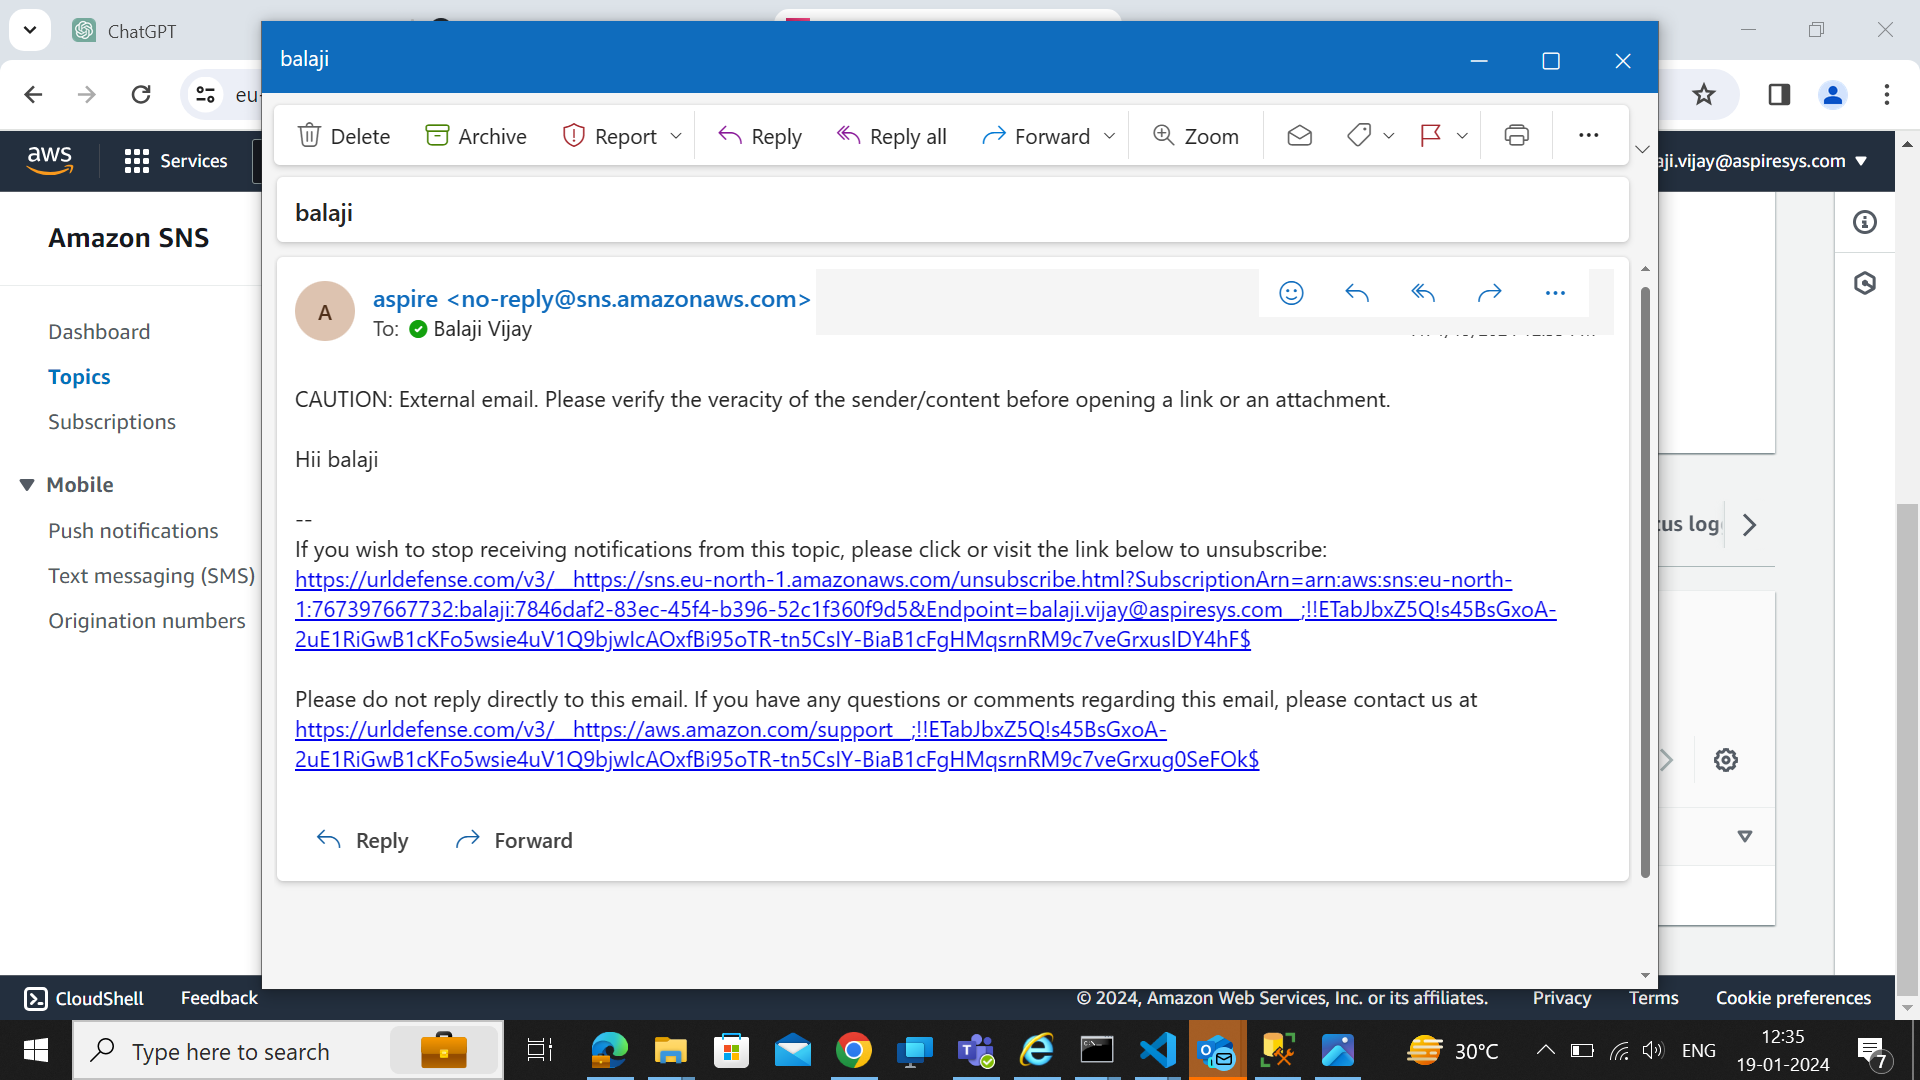 ChatGPT
balaji
eu-
Delete
Archive
Report
Reply
Reply all
Forward
Zoom
aws
Services
aji.vijay@aspiresys.com
balaji
Amazon SNS
A
aspire <no-reply@sns.amazonaws.com>
To: Balaji Vijay
Dashboard
Topics
Subscriptions
Mobile
Push notifications
Text messaging (SMS)
Origination numbers
CAUTION: External email. Please verify the veracity of the sender/content before opening a link or an attachment.
Hii balaji
--
If you wish to stop receiving notifications from this topic, please click or visit the link below to unsubscribe:
https://urldefense.com/v3/__https://sns.eu-north-1.amazonaws.com/unsubscribe.html?SubscriptionArn=arn:aws:sns:eu-north-
1:767397667732:balaji:7846daf2-83ec-45f4-b396-52c1f360f9d5&Endpoint=balaji.vijay@aspiresys.com__;!!ETabJbxZ5Q!s45BsGxoA-
2uE1RiGwB1cKFo5wsie4uV1Q9bjwIcAOxfBi95oTR-tn5CsIY-BiaB1cFgHMqsrnRM9c7veGrxusIDY4hF$
Please do not reply directly to this email. If you have any questions or comments regarding this email, please contact us at
https://urldefense.com/v3/__https://aws.amazon.com/support__;!!ETabJbxZ5Q!s45BsGxoA-
2uE1RiGwB1cKFo5wsie4uV1Q9bjwIcAOxfBi95oTR-tn5CsIY-BiaB1cFgHMqsrnRM9c7veGrxug0SeFOk$
Reply
Forward
tus log
CloudShell
Feedback
© 2024, Amazon Web Services, Inc. or its affiliates.
Privacy
Terms
Cookie preferences
Type here to search
30°C
ENG
12:35
19-01-2024
7